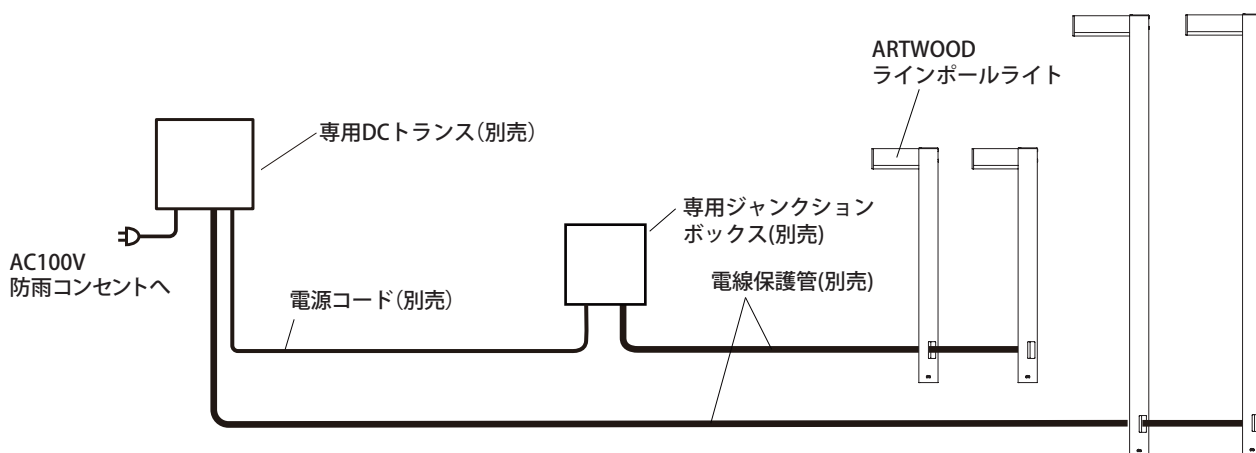 ARTWOOD
ラインポールライト
専用DCトランス(別売)
専用ジャンクション
ボックス(別売)
AC100V
防雨コンセントへ
電源コード(別売)
電線保護管(別売)